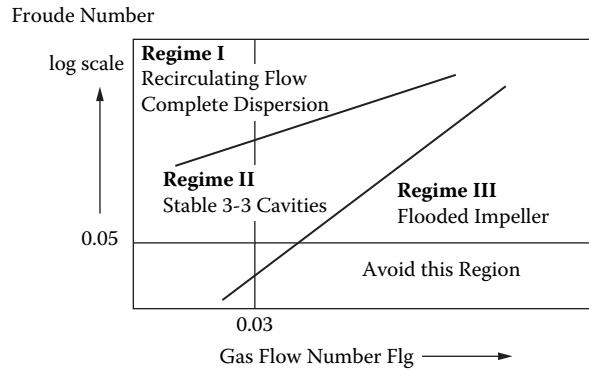 Froude Number
log scale
Regime I
Recirculating Flow
Complete Dispersion
Regime II
Stable 3-3 Cavities
Regime III
Flooded Impeller
0.05
Avoid this Region
0.03
Gas Flow Number Flg